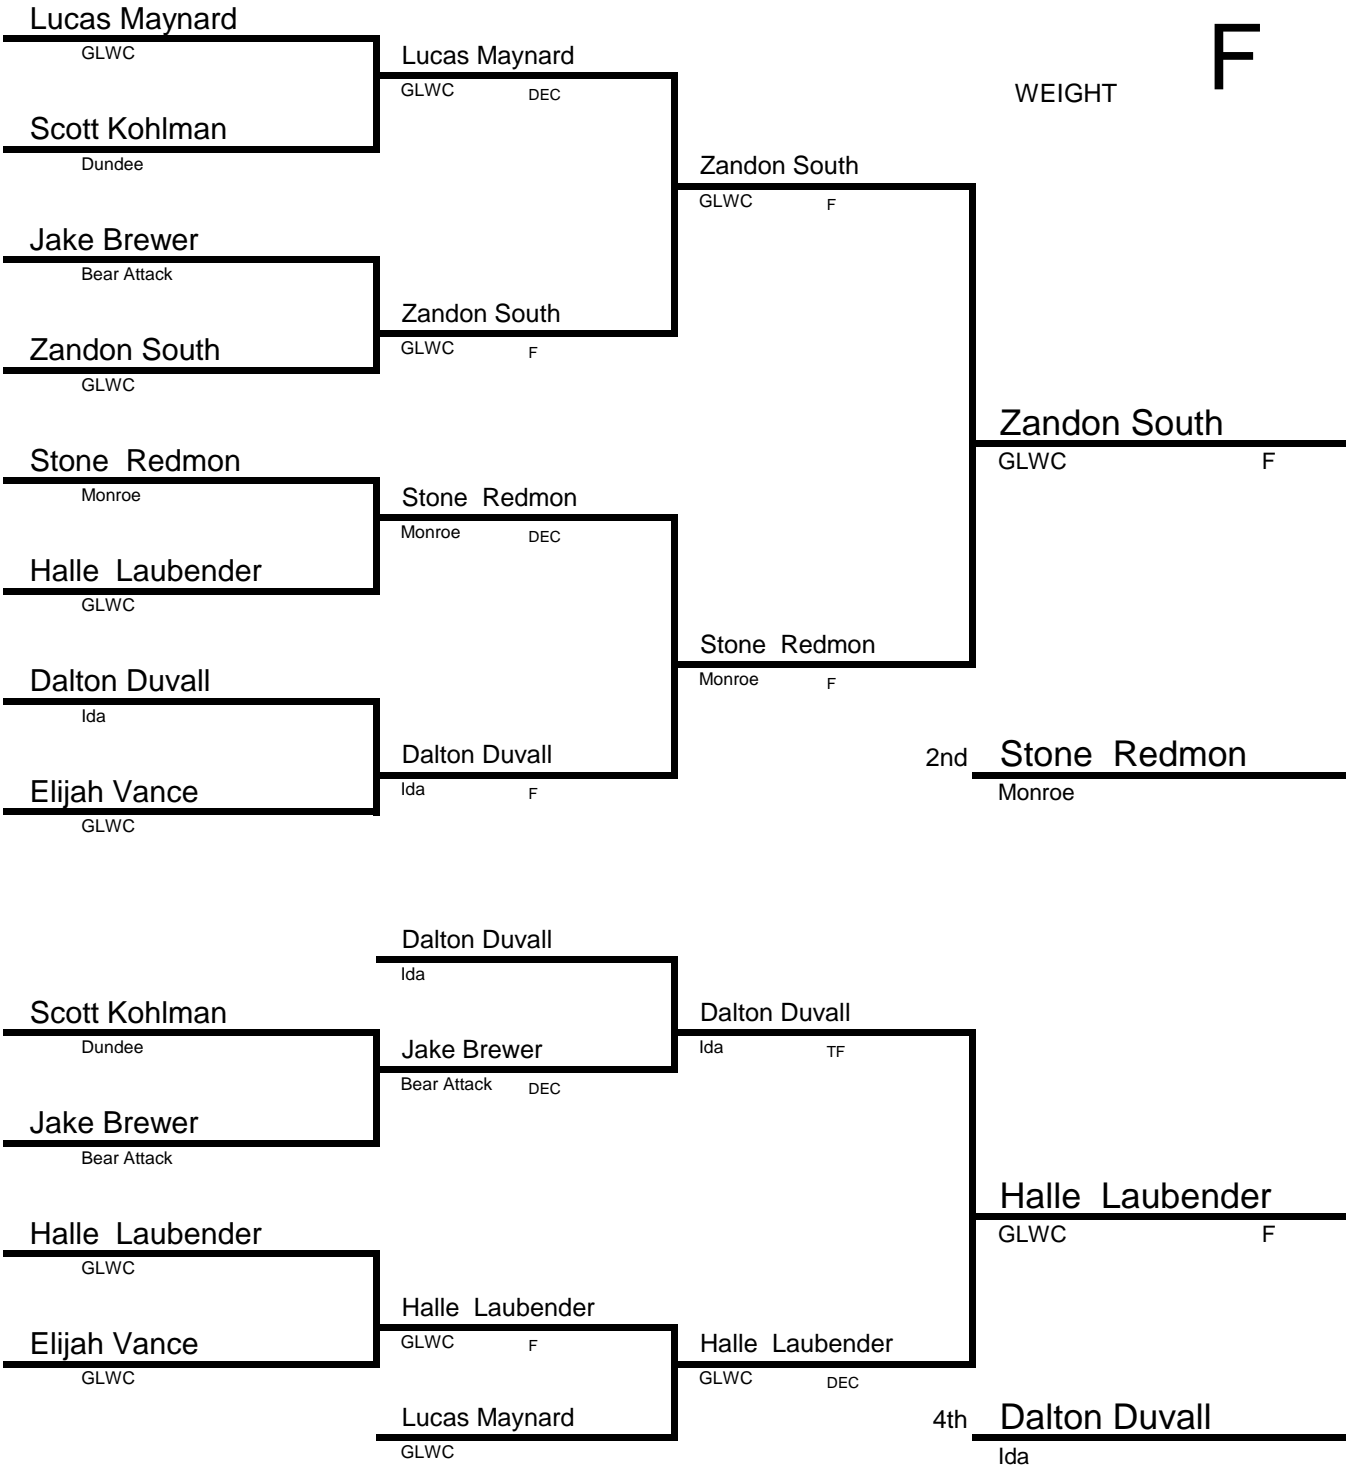 Lucas Maynard
GLWC
Scott Kohlman
Dundee
Jake Brewer
Bear Attack
Zandon South
GLWC
Stone  Redmon
Monroe
Halle  Laubender
GLWC
Dalton Duvall
Ida
Elijah Vance
GLWC
Lucas Maynard
GLWC DEC
Zandon South
GLWC F
Stone  Redmon
Monroe DEC
Dalton Duvall
Ida F
Zandon South
GLWC F
Stone  Redmon
Monroe F
WEIGHT F
Zandon South
GLWC F
2nd Stone  Redmon
Monroe
Scott Kohlman
Dundee
Jake Brewer
Bear Attack
Halle  Laubender
GLWC
Elijah Vance
GLWC
Dalton Duvall
Ida
Jake Brewer
Bear Attack DEC
Halle  Laubender
GLWC F
Lucas Maynard
GLWC
Dalton Duvall
Ida TF
Halle  Laubender
GLWC DEC
Halle  Laubender
GLWC F
4th Dalton Duvall
Ida